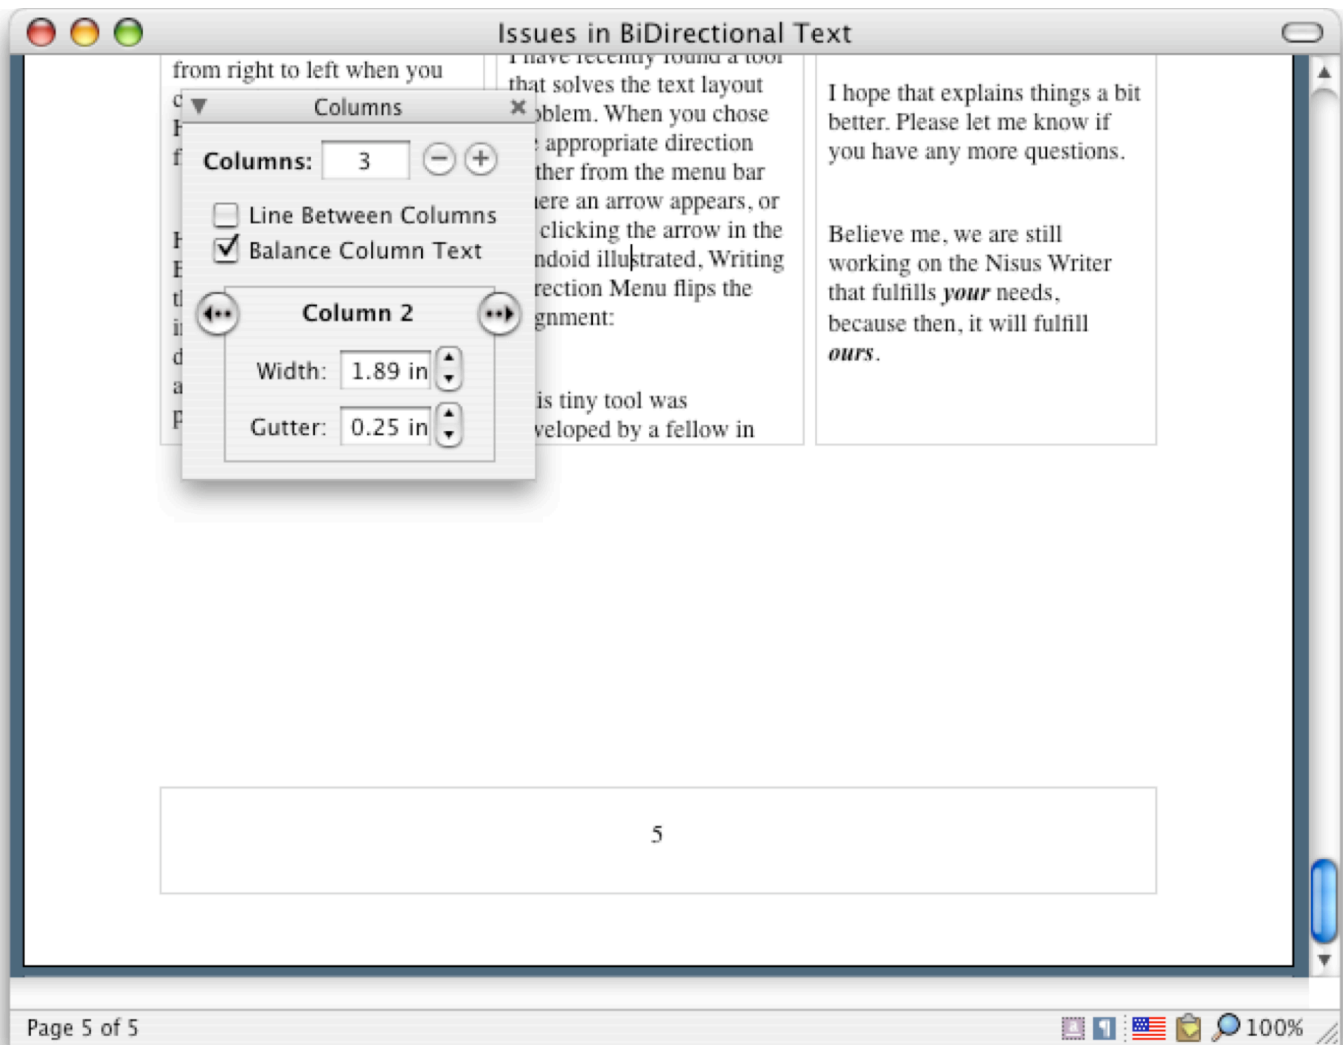 Issues in BiDirectional Text
from right to left when you
Columns
Columns: 3
Line Between Columns
Balance Column Text
Column 2
Width: 1.89 in
Gutter: 0.25 in
I have recently found a tool
that solves the text layout
oblem. When you chose
appropriate direction
ther from the menu bar
ere an arrow appears, or
clicking the arrow in the
ndoid illustrated, Writing
rection Menu flips the
gnment:
is tiny tool was
veloped by a fellow in
I hope that explains things a bit
better. Please let me know if
you have any more questions.
Believe me, we are still
working on the Nisus Writer
that fulfills your needs,
because then, it will fulfill
ours.
5
Page 5 of 5
100%